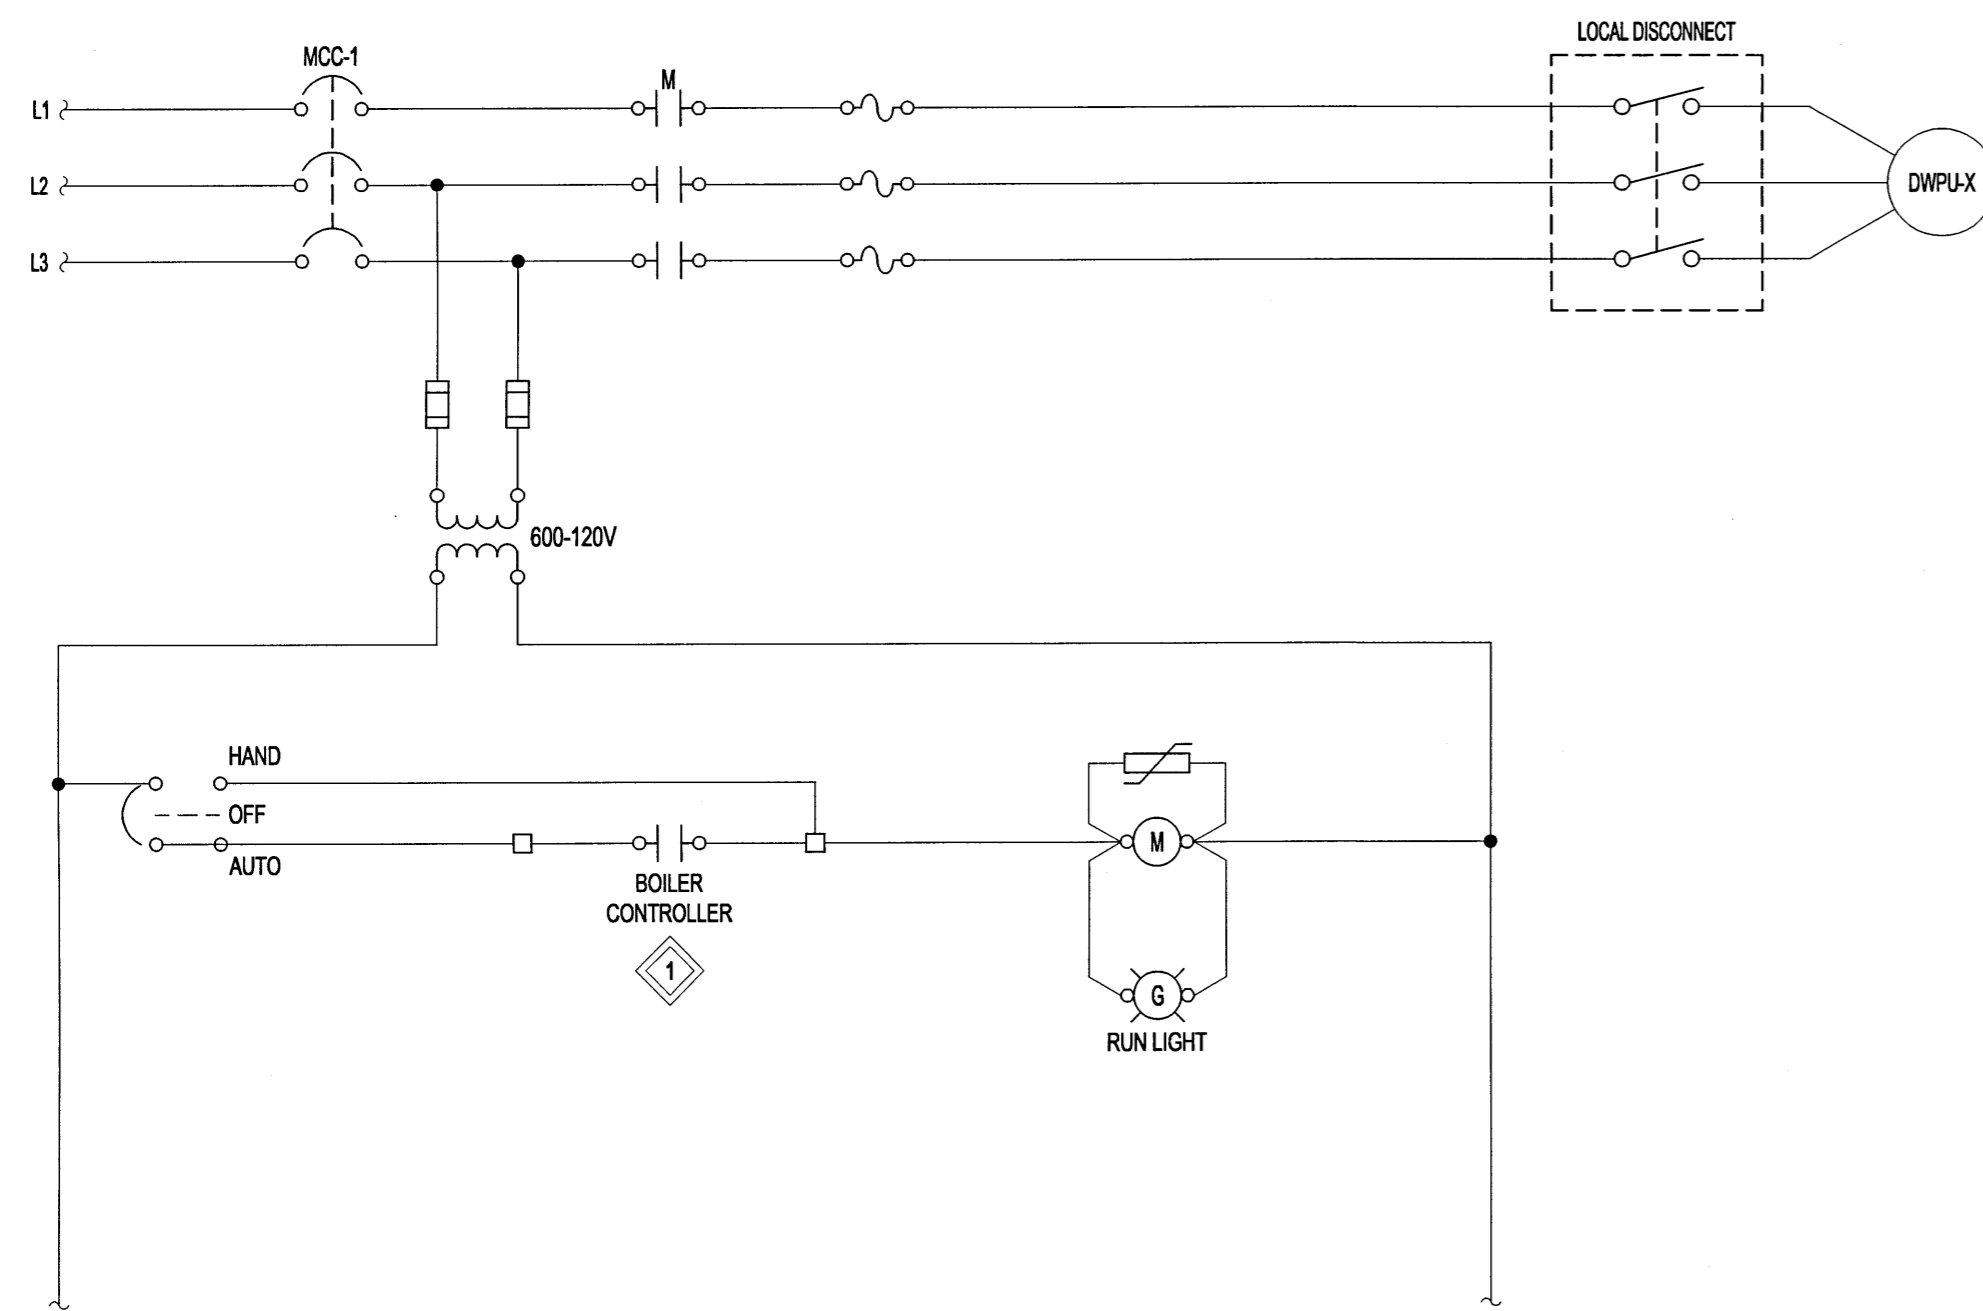 LOCAL DISCONNECT
MCC-1
M
L1
L2
DWPU-X
L3
600-120V
HAND
OFF
AUTO
M
BOILER
CONTROLLER
1
G
RUN LIGHT